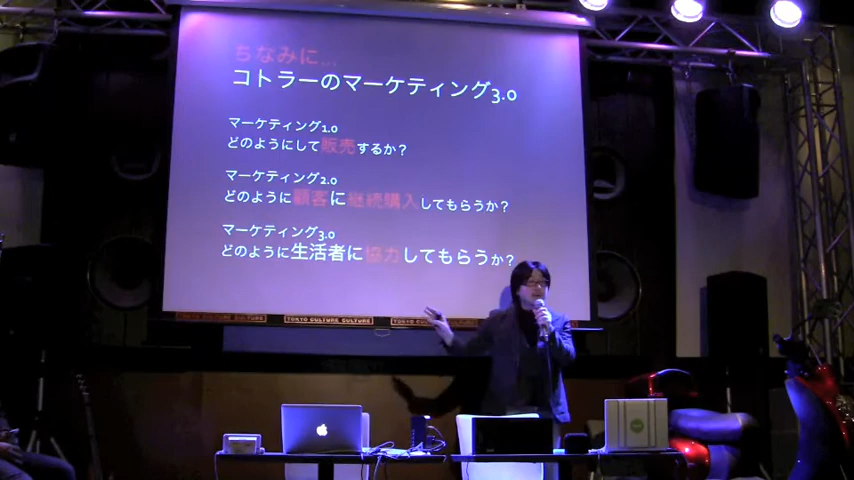 ちなみに...
コトラーのマーケティング3.0
マーケティング1.0
どのようにして販売するか？
マーケティング2.0
どのように顧客に継続購入してもらうか？
マーケティング3.0
どのように生活者に協力してもらうか？
TOKYO CULTURE CULTURE
TOKYO CULTURE